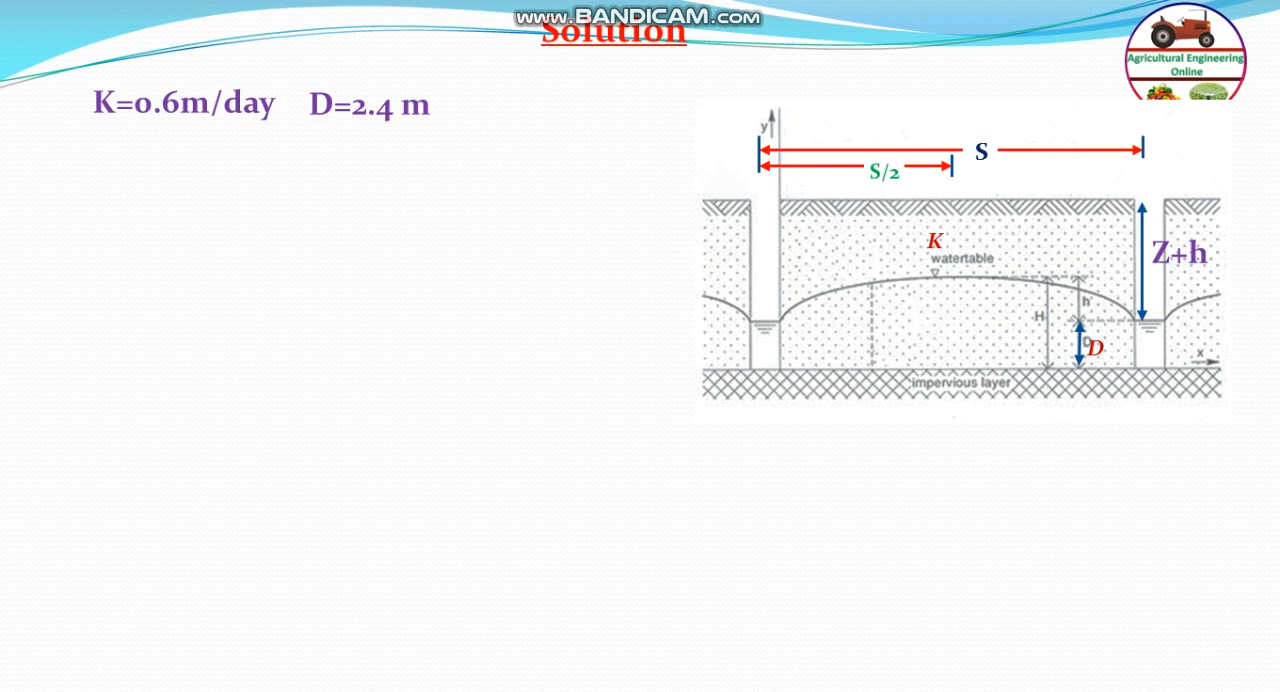 www.BANDICAM.com
Solution
Agricultural Engineering
Online
K=0.6m/day D=2.4 m
y
S
S/2
K
watertable
Z+h
h
H
D
D
x
impervious layer